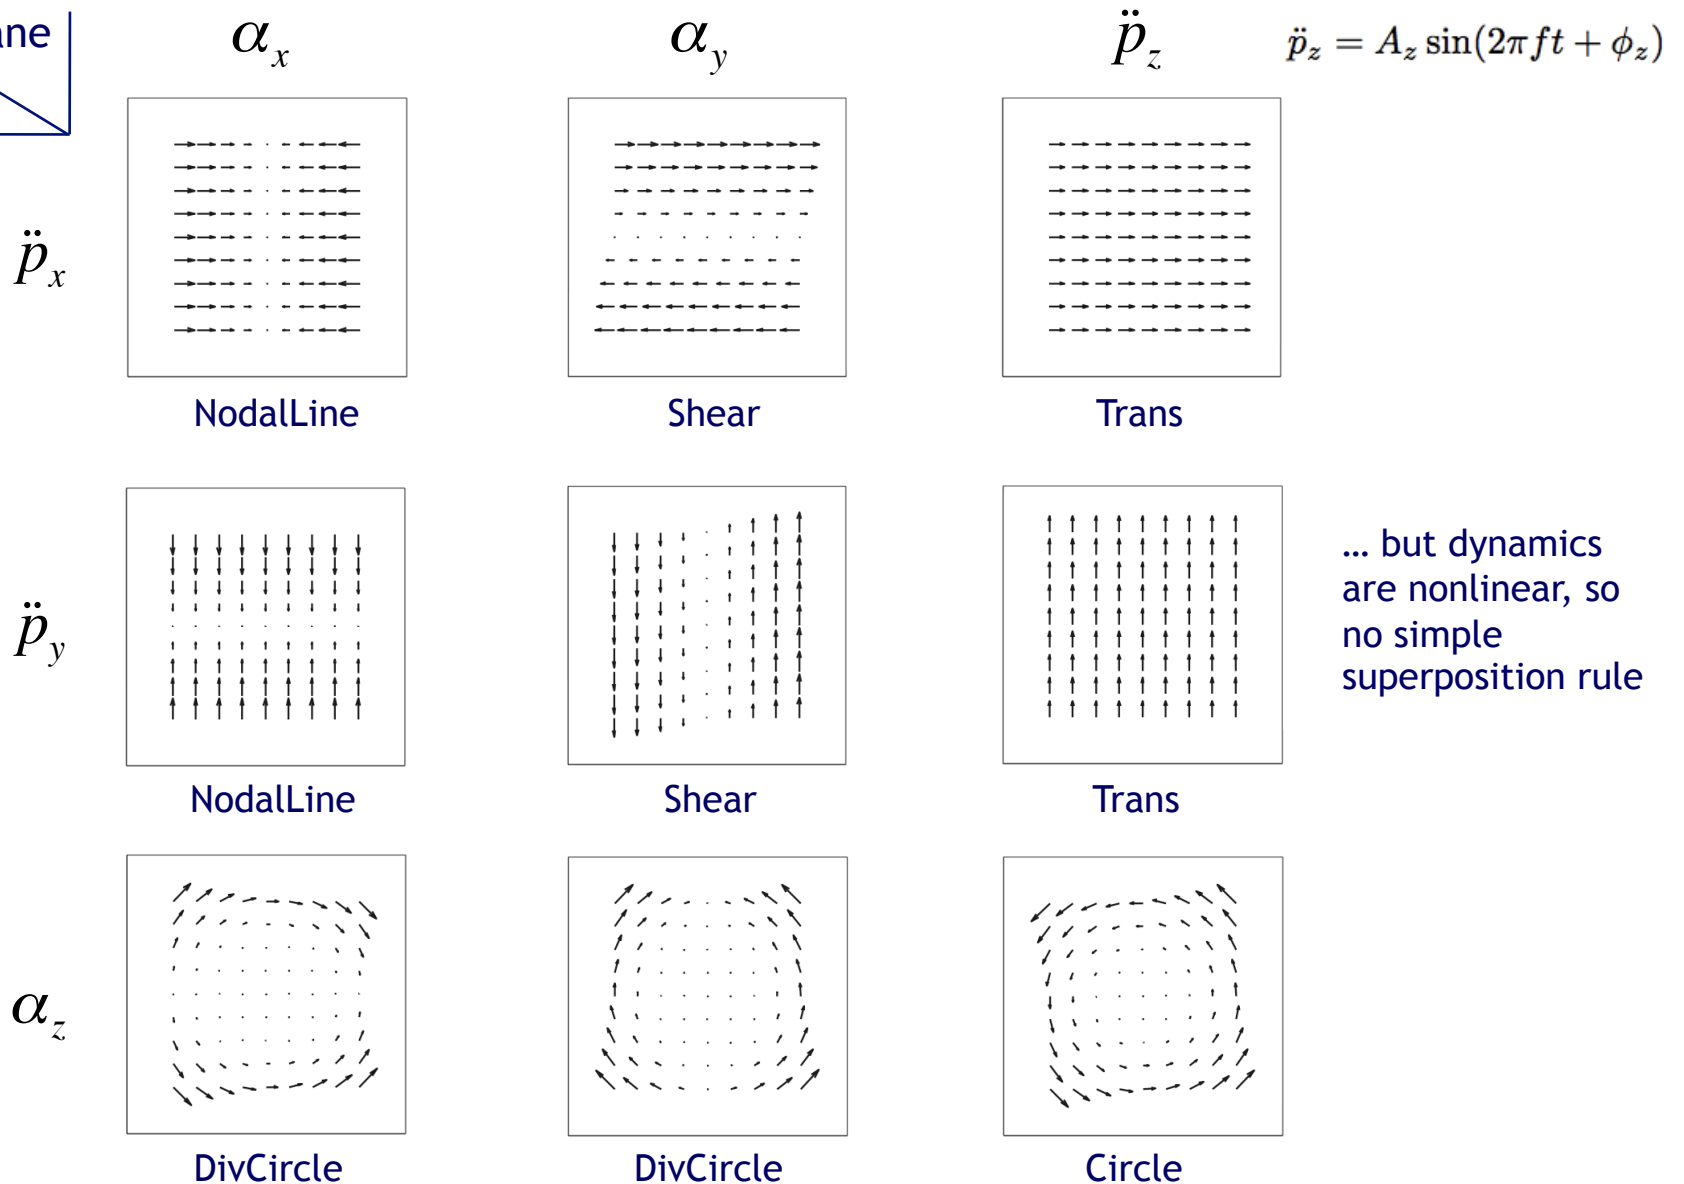 α_x α_y p̈_z p̈_z = A_z sin(2πft + ϕ_z)
p̈_x
NodalLine Shear Trans
p̈_y
... but dynamics
are nonlinear, so
no simple
superposition rule
NodalLine Shear Trans
α_z
DivCircle DivCircle Circle